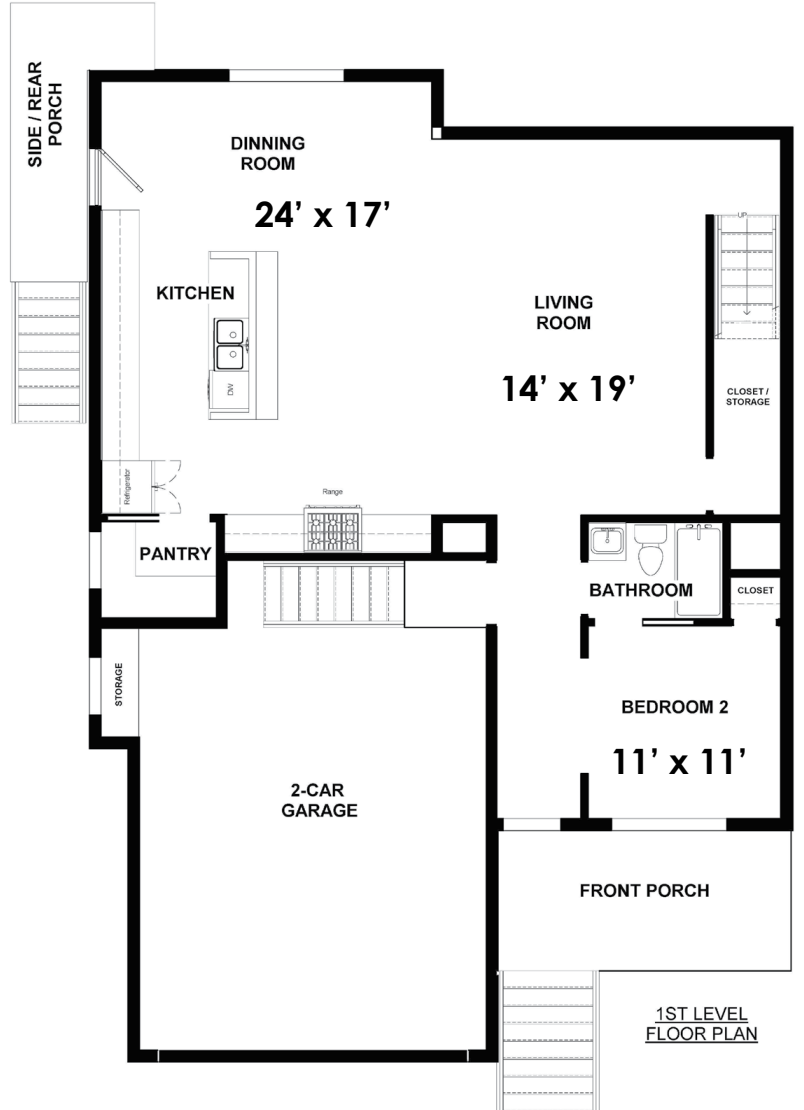 SIDE / REAR
PORCH
DINNING
ROOM
24’ x 17’
UP
KITCHEN
LIVING
ROOM
14’ x 19’
DW
CLOSET /
STORAGE
Refrigerator
Range
PANTRY
BATHROOM
CLOSET
STORAGE
BEDROOM 2
11’ x 11’
2-CAR
GARAGE
FRONT PORCH
1ST LEVEL
FLOOR PLAN